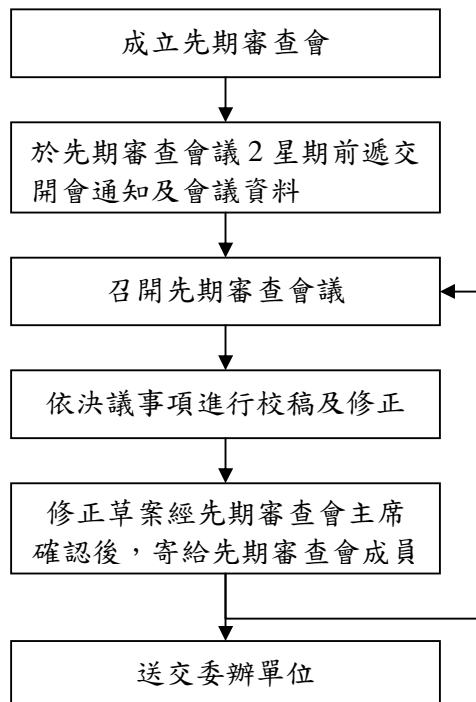 成立先期審查會
於先期審查會議 2 星期前遞交
開會通知及會議資料
召開先期審查會議
依決議事項進行校稿及修正
修正草案經先期審查會主席
確認後，寄給先期審查會成員
送交委辦單位